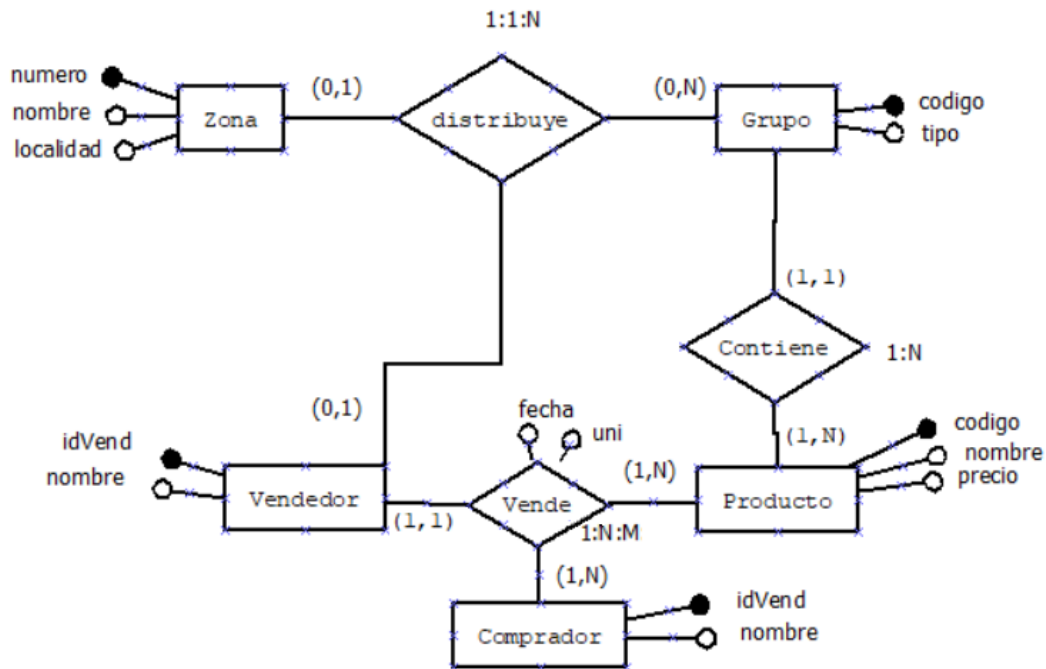 1:1:N
numero
nombre
localidad
Zona
(0,1)
distribuye
(0,N)
Grupo
codigo
tipo
(1,1)
Contiene
1:N
(1,N)
(0,1)
fecha
uni
idVend
nombre
Vendedor
(1,1)
Vende
1:N:M
(1,N)
Producto
codigo
nombre
precio
(1,N)
Comprador
idVend
nombre